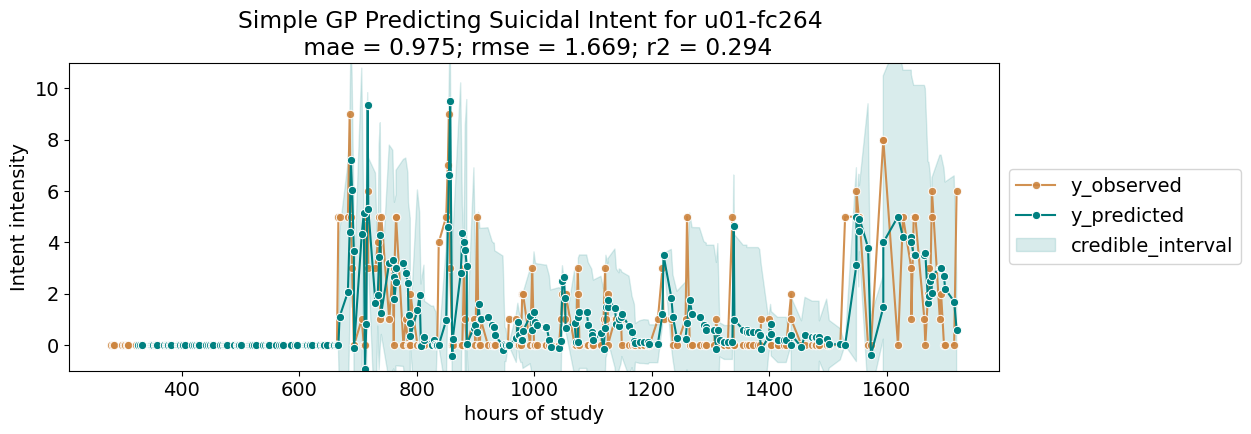 Simple GP Predicting Suicidal Intent for u01-fc264
mae = 0.975; rmse = 1.669; r2 = 0.294
Intent intensity
10
8
6
4
2
0
400
600
800
1000
1200
1400
1600
hours of study
y_observed
y_predicted
credible_interval